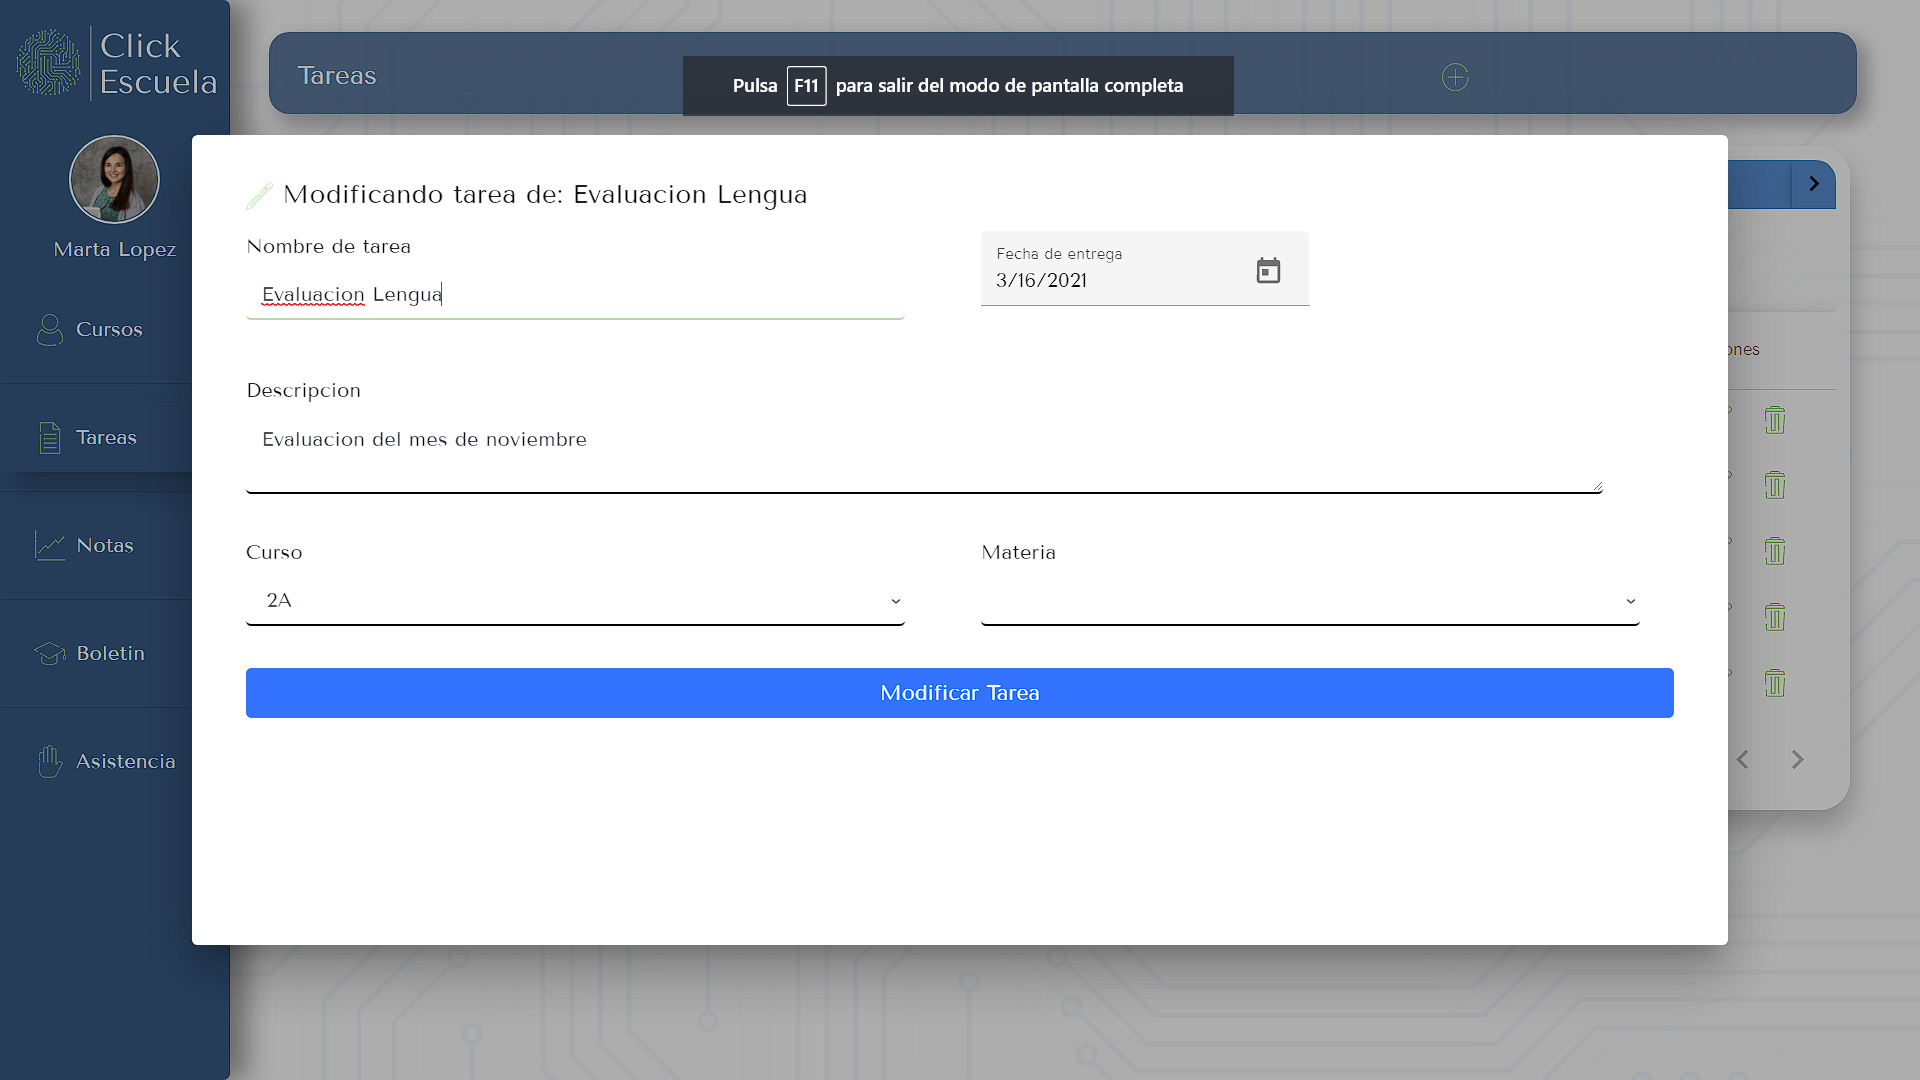 Click
Escuela
Marta Lopez
Cursos
Tareas
Notas
Boletin
Asistencia
Tareas
Pulsa F11 para salir del modo de pantalla completa
Modificando tarea de: Evaluacion Lengua
Nombre de tarea
Evaluacion Lengua
Fecha de entrega
3/16/2021
Descripcion
Evaluacion del mes de noviembre
Curso
2A
Materia
Modificar Tarea
ones